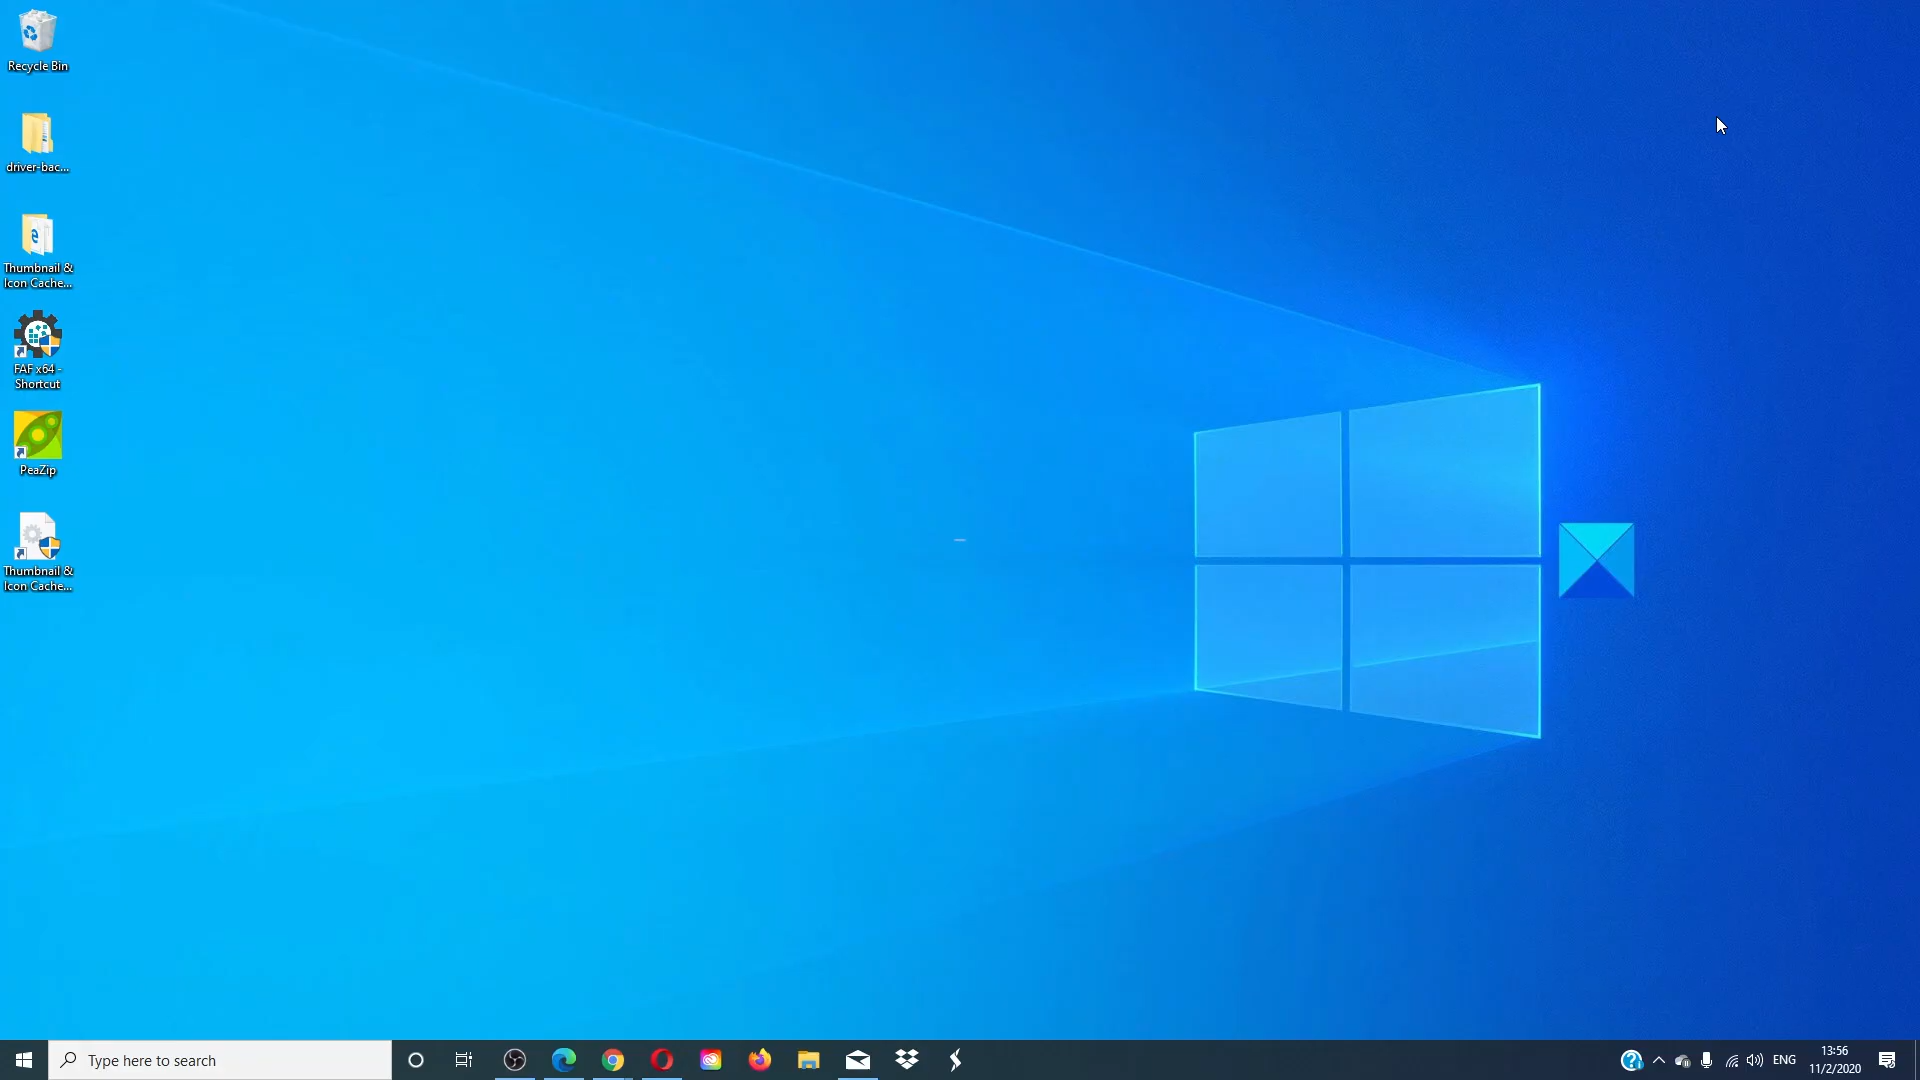 Recycle Bin
driver-bac...
Thumbnail &
Icon Cache...
FAF x64 -
Shortcut
PeaZip
Thumbnail &
Icon Cache...
Type here to search
ENG
13:56
11/2/2020